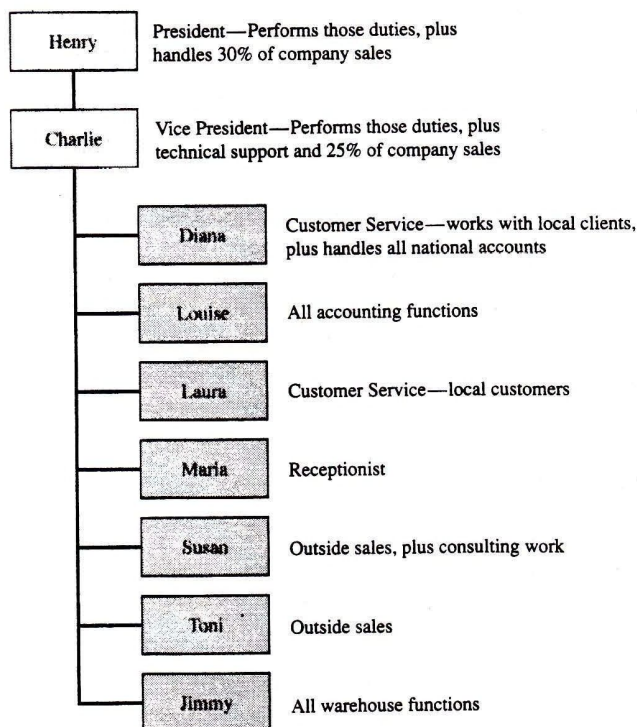 Henry
President—Performs those duties, plus
handles 30% of company sales
Charlie
Vice President—Performs those duties, plus
technical support and 25% of company sales
Diana
Customer Service—works with local clients,
plus handles all national accounts
Louise
All accounting functions
Laura
Customer Service—local customers
Maria
Receptionist
Susan
Outside sales, plus consulting work
Toni
Outside sales
Jimmy
All warehouse functions